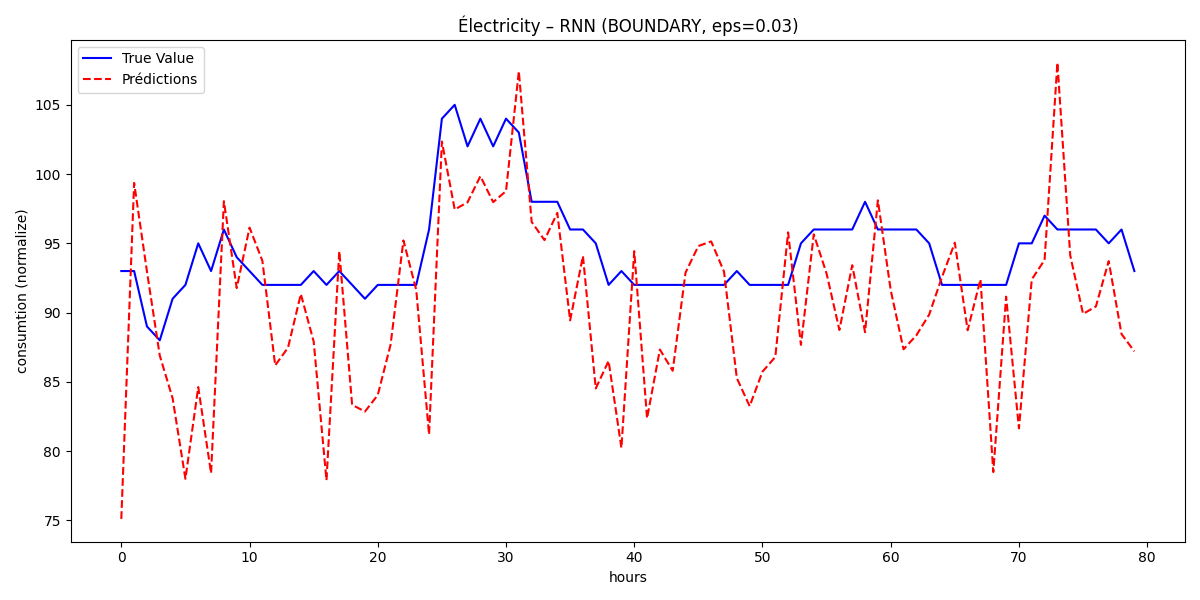 Électricity – RNN (BOUNDARY, eps=0.03)
True Value
Prédictions
consumtion (normalize)
105
100
95
90
85
80
75
0 10 20 30 40 50 60 70 80
hours